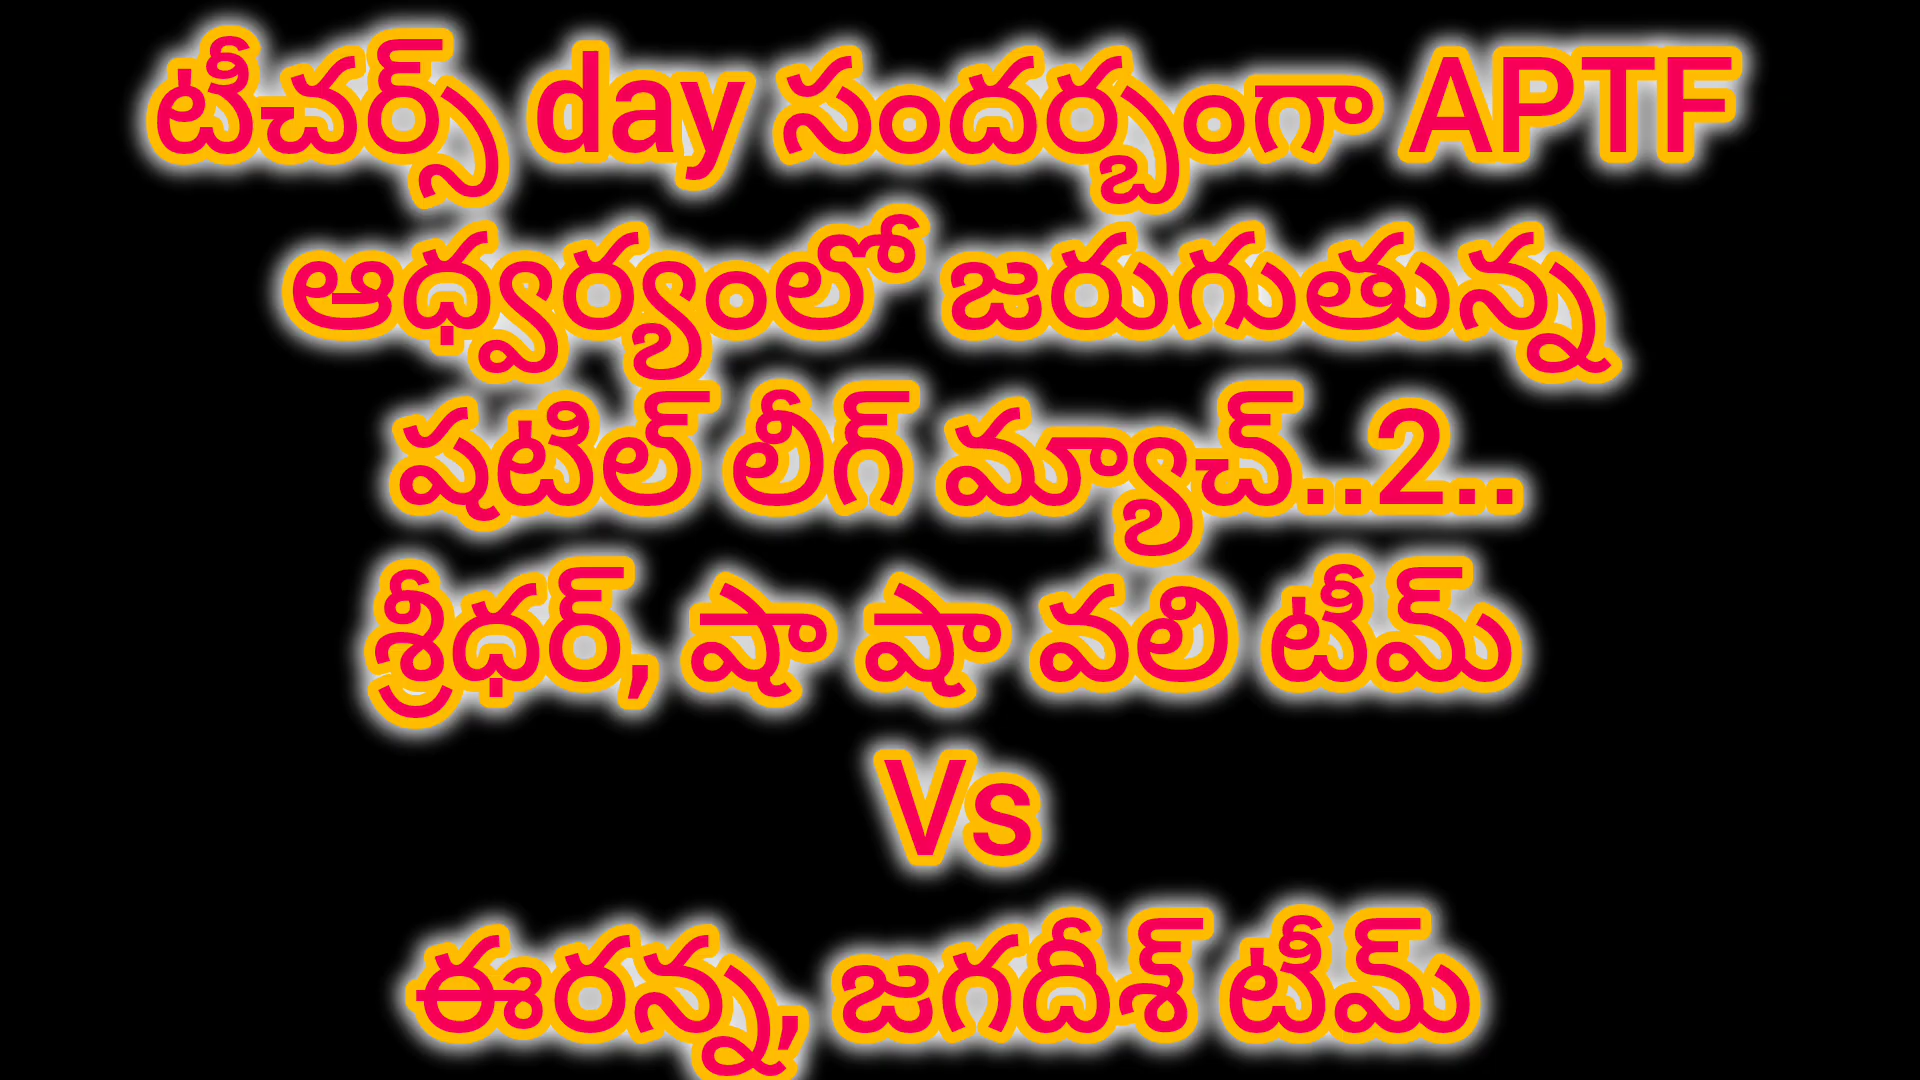 టీచర్స్ day సందర్బంగా APTF
ఆధ్వర్యంలో జరుగుతున్న
షటిల్ లీగ్ మ్యాచ్..2..
శ్రీధర్, షా షా వలి టీమ్
Vs
ఈరన్న, జగదీశ్ టీమ్